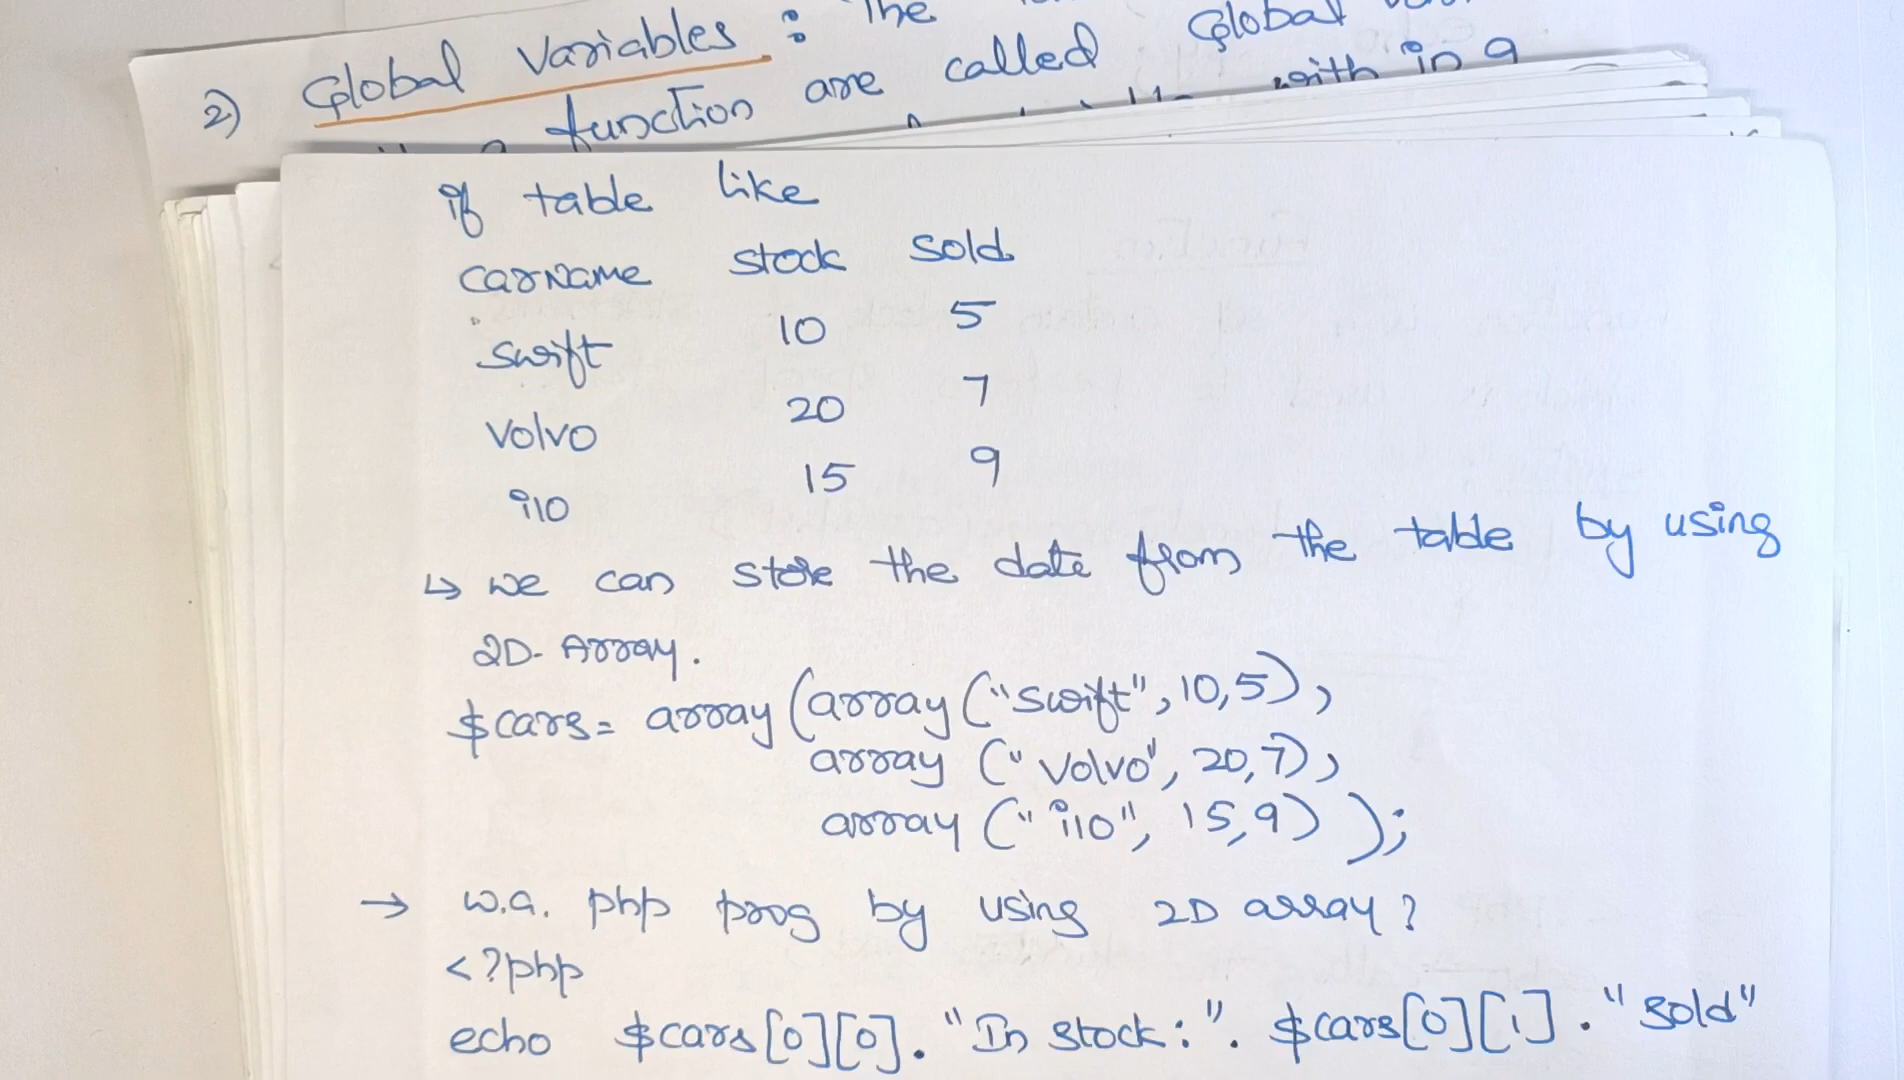 2) Global Variables : The
function are called Global
with in a
if table like
carName stock sold
swift 10 5
Volvo 20 7
i10 15 9
↳ we can store the date from the table by using
2D-Array.
$cars= array (array ("swift", 10,5),
array ("Volvo", 20,7),
array ("i10", 15,9) );
→ w.a. php prog by using 2D array?
<?php
echo $cars[0][0]. "In stock:". $cars[0][1]. "sold"